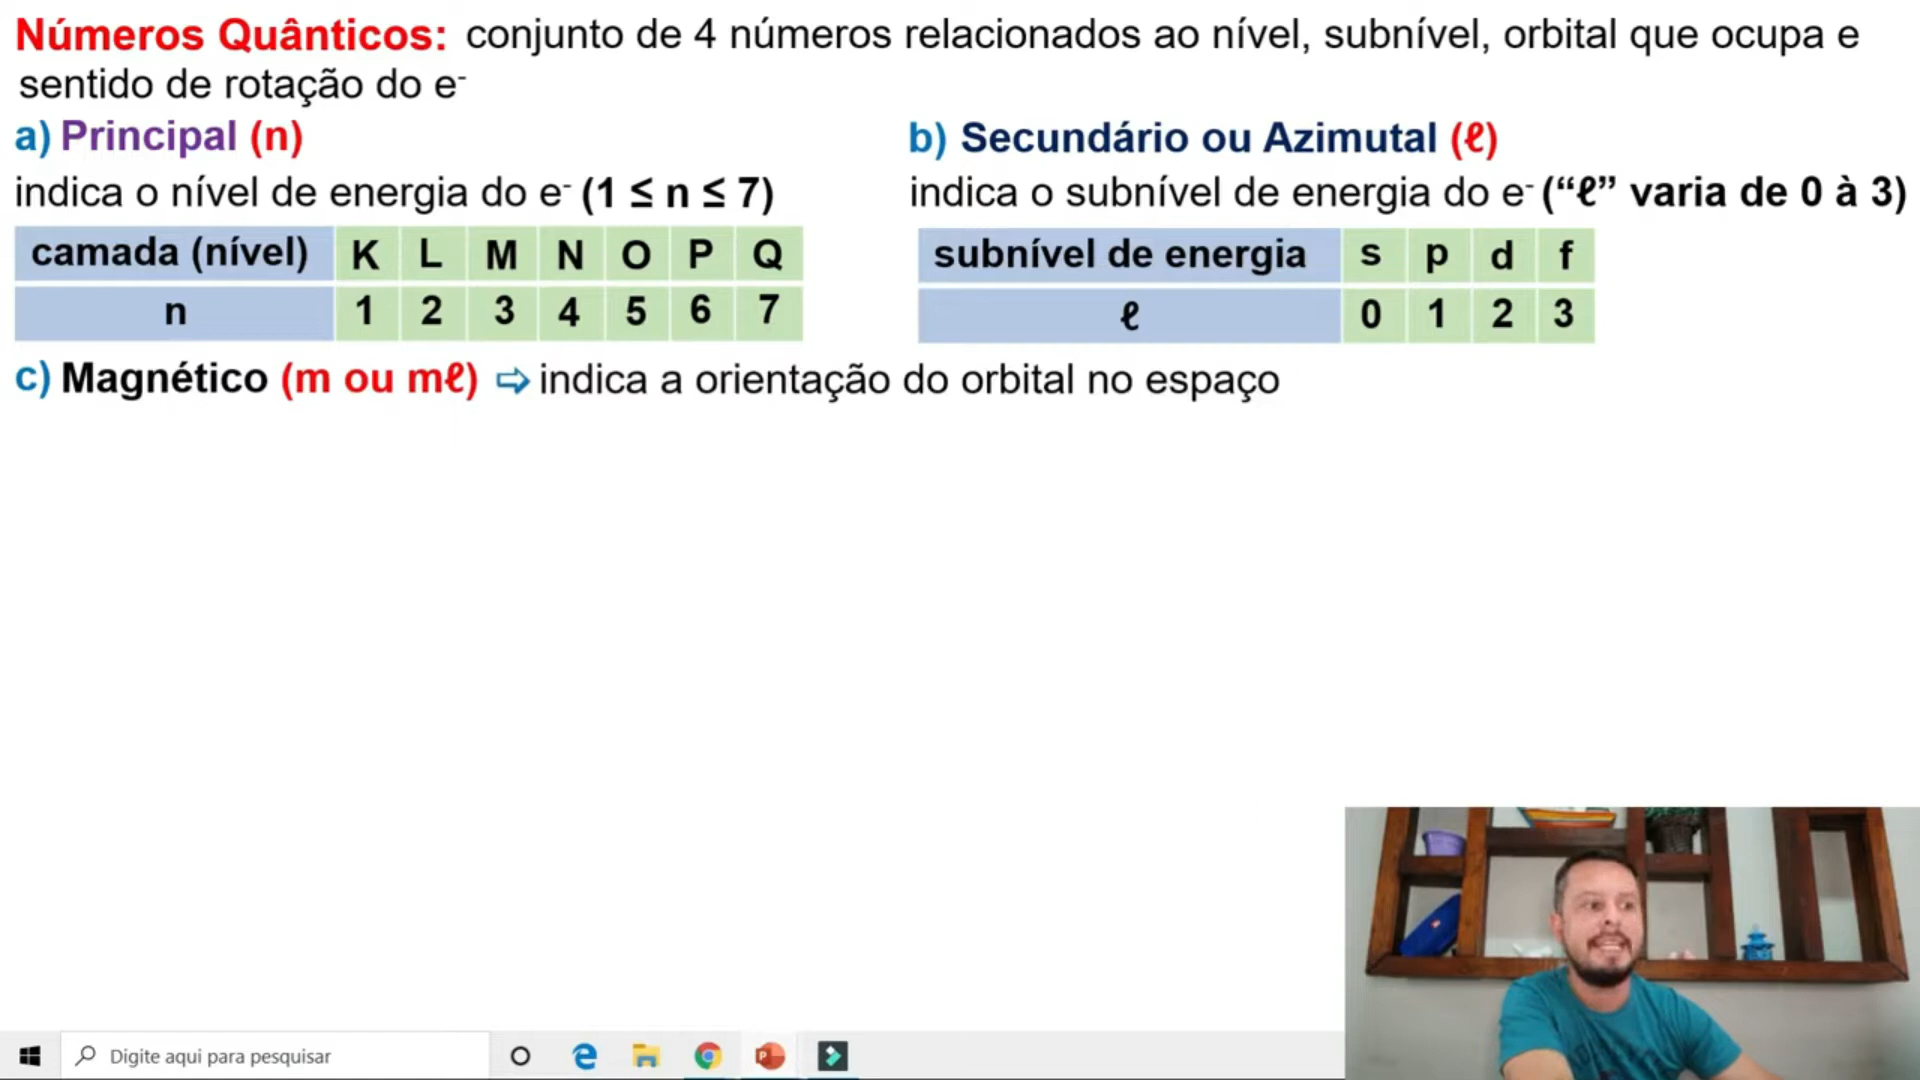 Números Quânticos: conjunto de 4 números relacionados ao nível, subnível, orbital que ocupa e
sentido de rotação do e-
a) Principal (n)
indica o nível de energia do e- (1 ≤ n ≤ 7)
camada (nível) K L M N O P Q
n 1 2 3 4 5 6 7
b) Secundário ou Azimutal (ℓ)
indica o subnível de energia do e- (“ℓ” varia de 0 à 3)
subnível de energia s p d f
ℓ 0 1 2 3
c) Magnético (m ou mℓ) ⇨ indica a orientação do orbital no espaço
Digite aqui para pesquisar